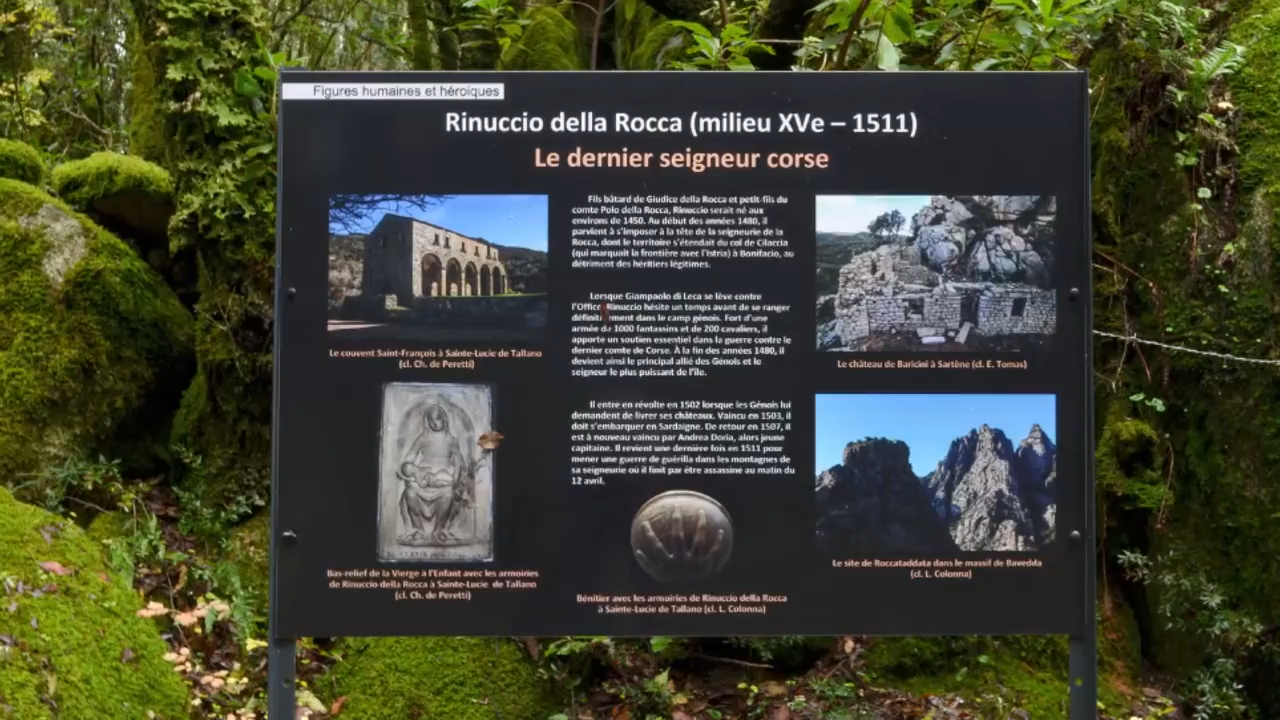 Figures humaines et héroïques
Rinuccio della Rocca (milieu XVe – 1511)
Le dernier seigneur corse
Le couvent Saint-François à Sainte-Lucie de Tallano
(cl. Ch. de Peretti)
Bas-relief de la Vierge à l'Enfant avec les armoiries
de Rinuccio della Rocca à Sainte-Lucie de Tallano
(cl. Ch. de Peretti)
Fils bâtard de Giudice della Rocca et petit-fils du
comte Polo della Rocca, Rinuccio serait né aux
environs de 1450. Au début des années 1480, il
parvient à s'imposer à la tête de la seigneurie de la
Rocca, dont le territoire s'étendait du col de Cilaccia
(qui marquait la frontière avec l'Istria) à Bonifacio, au
détriment des héritiers légitimes.
Lorsque Giampaolo di Leca se lève contre
l'Office Rinuccio hésite un temps avant de se ranger
définitivement dans le camp génois. Fort d'une
armée de 1000 fantassins et de 200 cavaliers, il
apporte un soutien essentiel dans la guerre contre le
dernier comte de Corse. À la fin des années 1480, il
devient ainsi le principal allié des Génois et le
seigneur le plus puissant de l'île.
Il entre en révolte en 1502 lorsque les Génois lui
demandent de livrer ses châteaux. Vaincu en 1503, il
doit s'embarquer en Sardaigne. De retour en 1507, il
est à nouveau vaincu par Andrea Doria, alors jeune
capitaine. Il revient une dernière fois en 1511 pour
mener une guerre de guérilla dans les montagnes de
sa seigneurie où il finit par être assassiné au matin du
12 avril.
Bénitier avec les armoiries de Rinuccio della Rocca
à Sainte-Lucie de Tallano (cl. L. Colonna)
Le château de Baricini à Sartène (cl. E. Tomas)
Le site de Roccataddata dans le massif de Bavedda
(cl. L. Colonna)